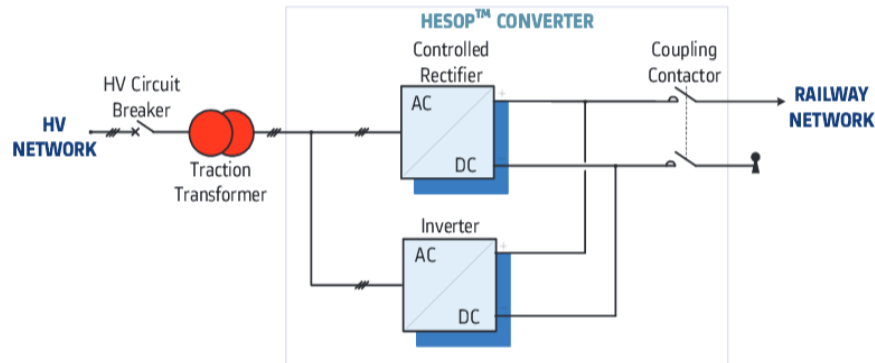 HESOP™ CONVERTER
Controlled
Rectifier
Coupling
Contactor
HV Circuit
Breaker
HV
NETWORK
Traction
Transformer
AC
DC
+
RAILWAY
NETWORK
Inverter
AC
DC
+